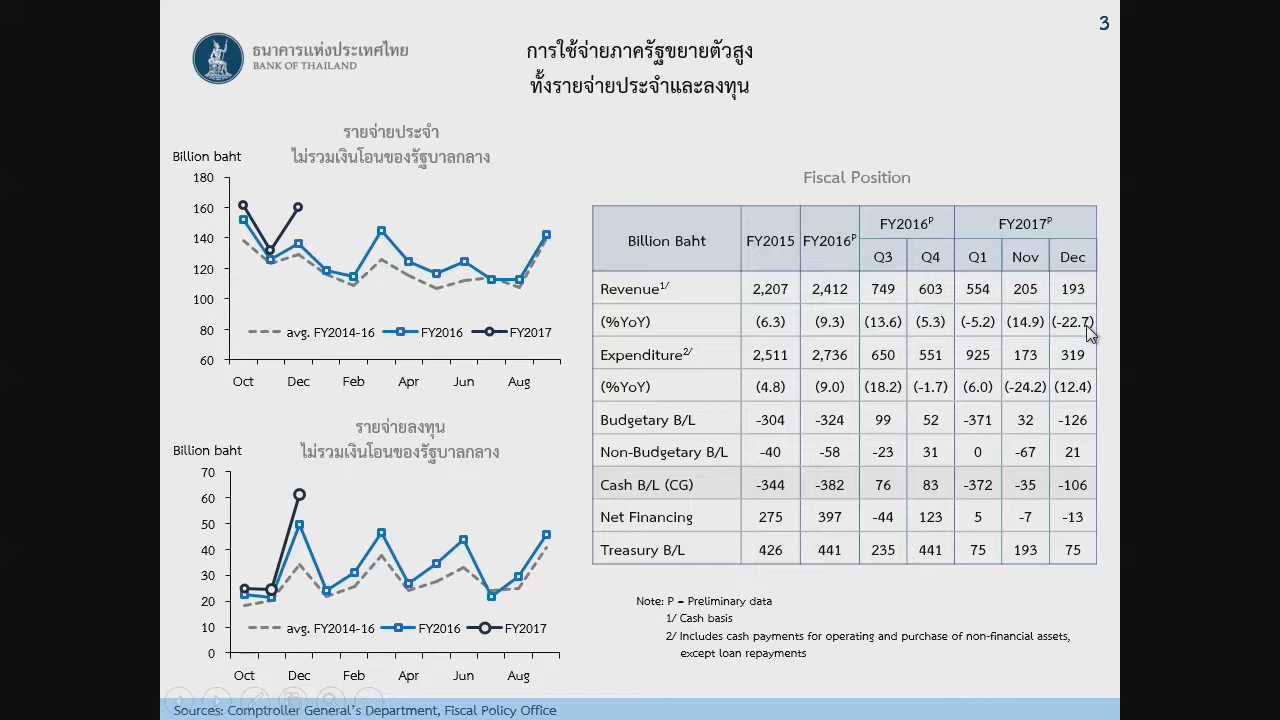 3
ธนาคารแห่งประเทศไทย
BANK OF THAILAND
การใช้จ่ายภาครัฐขยายตัวสูง
ทั้งรายจ่ายประจำและลงทุน
รายจ่ายประจำ
Billion baht ไม่รวมเงินโอนของรัฐบาลกลาง
180
160
140
120
100
80
60
avg. FY2014-16 FY2016 FY2017
Oct Dec Feb Apr Jun Aug
รายจ่ายลงทุน
Billion baht ไม่รวมเงินโอนของรัฐบาลกลาง
70
60
50
40
30
20
10
0
avg. FY2014-16 FY2016 FY2017
Oct Dec Feb Apr Jun Aug
Fiscal Position
Billion Baht FY2015 FY2016ᴾ FY2016ᴾ FY2017ᴾ
Q3 Q4 Q1 Nov Dec
Revenue1/ 2,207 2,412 749 603 554 205 193
(%YoY) (6.3) (9.3) (13.6) (5.3) (-5.2) (14.9) (-22.7)
Expenditure2/ 2,511 2,736 650 551 925 173 319
(%YoY) (4.8) (9.0) (18.2) (-1.7) (6.0) (-24.2) (12.4)
Budgetary B/L -304 -324 99 52 -371 32 -126
Non-Budgetary B/L -40 -58 -23 31 0 -67 21
Cash B/L (CG) -344 -382 76 83 -372 -35 -106
Net Financing 275 397 -44 123 5 -7 -13
Treasury B/L 426 441 235 441 75 193 75
Note: P = Preliminary data
1/ Cash basis
2/ Includes cash payments for operating and purchase of non-financial assets,
except loan repayments
Sources: Comptroller General's Department, Fiscal Policy Office